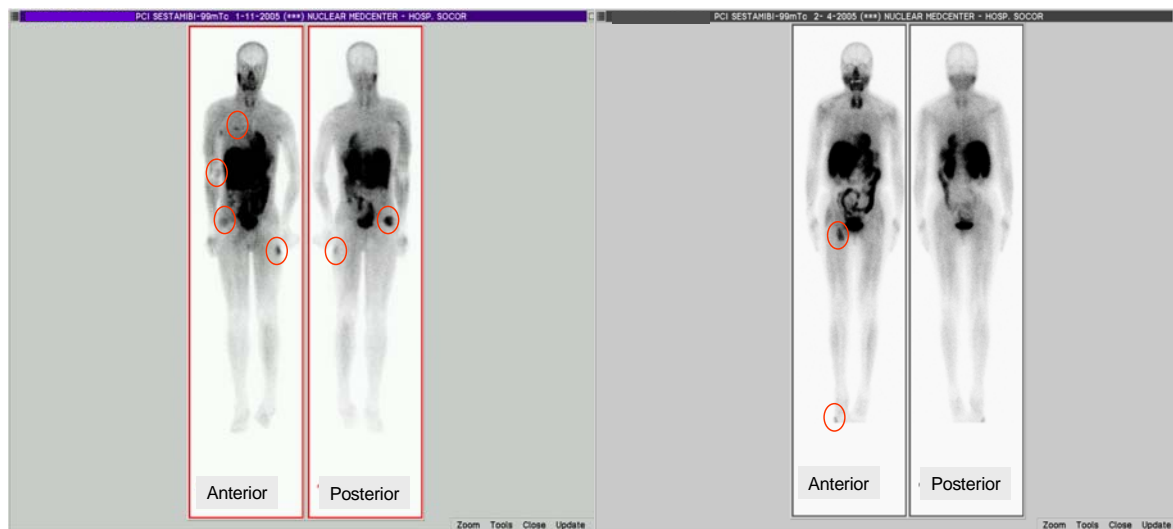 PCI SESTAMIBI-99mTc 1-11-2005 (***) NUCLEAR MEDCENTER - HOSP. SOCOR
PCI SESTAMIBI-99mTc 2- 4-2005 (***) NUCLEAR MEDCENTER - HOSP. SOCOR
Anterior
Posterior
Anterior
Posterior
Zoom Tools Close Update
Zoom Tools Close Update